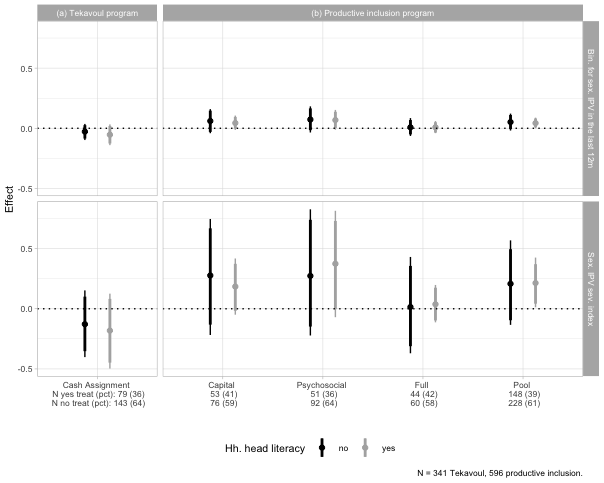 (a) Tekavoul program
(b) Productive inclusion program
Effect
0.5
0.0
-0.5
Bin. for sex. IPV in the last 12m
0.5
0.0
-0.5
Sex. IPV sev. index
Cash Assignment
N yes treat (pct): 79 (36)
N no treat (pct): 143 (64)
Capital
53 (41)
76 (59)
Psychosocial
51 (36)
92 (64)
Full
44 (42)
60 (58)
Pool
148 (39)
228 (61)
Hh. head literacy no yes
N = 341 Tekavoul, 596 productive inclusion.